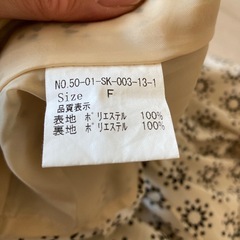 NO.50-01-SK-003-13-1
Size F
品質表示
表地 ポリエステル 100%
裏地 ポリエステル 100%